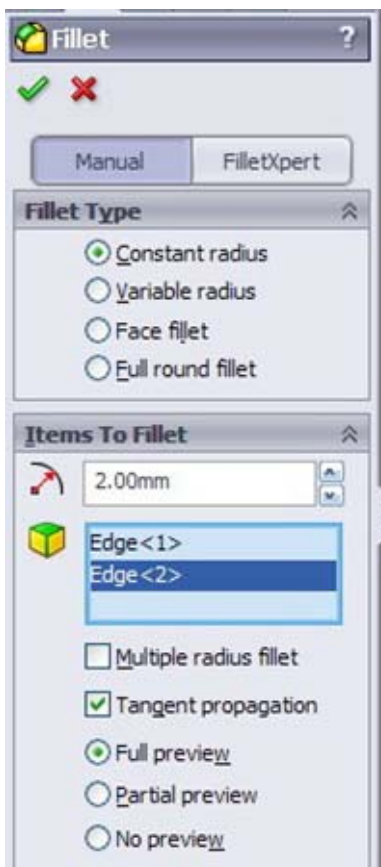 Fillet ?
Manual FilletXpert
Fillet Type
Constant radius
Variable radius
Face fillet
Full round fillet
Items To Fillet
2.00mm
Edge<1>
Edge<2>
Multiple radius fillet
Tangent propagation
Full preview
Partial preview
No preview